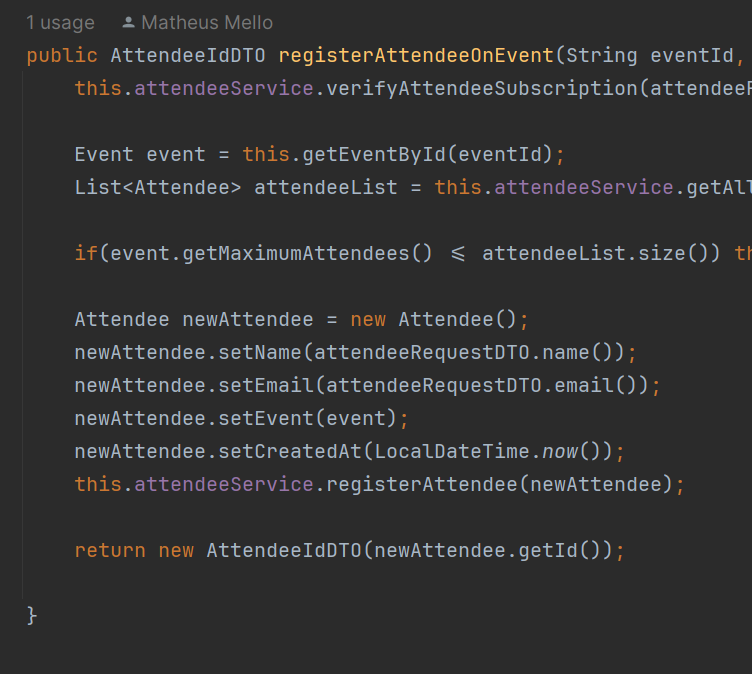 1 usage Matheus Mello
public AttendeeIdDTO registerAttendeeOnEvent(String eventId,
this.attendeeService.verifyAttendeeSubscription(attendeeR
Event event = this.getEventById(eventId);
List<Attendee> attendeeList = this.attendeeService.getAll
if(event.getMaximumAttendees() <= attendeeList.size()) th
Attendee newAttendee = new Attendee();
newAttendee.setName(attendeeRequestDTO.name());
newAttendee.setEmail(attendeeRequestDTO.email());
newAttendee.setEvent(event);
newAttendee.setCreatedAt(LocalDateTime.now());
this.attendeeService.registerAttendee(newAttendee);
return new AttendeeIdDTO(newAttendee.getId());
}